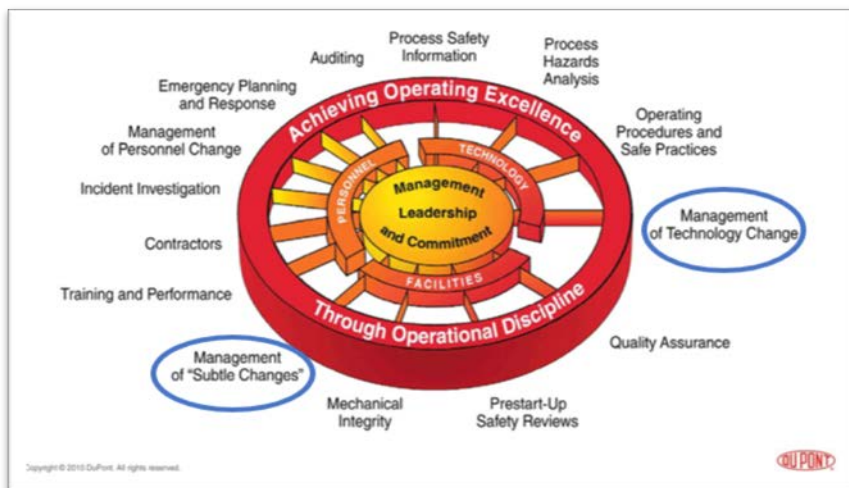 Process Safety
Information
Auditing
Process
Hazards
Analysis
Emergency Planning
and Response
Achieving Operating Excellence
Operating
Procedures and
Safe Practices
Management
of Personnel Change
PERSONNEL
TECHNOLOGY
Incident Investigation
Management
Leadership
and Commitment
Management
of Technology Change
Contractors
FACILITIES
Training and Performance
Through Operational Discipline
Quality Assurance
Management
of "Subtle Changes"
Mechanical
Integrity
Prestart-Up
Safety Reviews
Copyright © 2010 DuPont. All rights reserved.
DUPONT